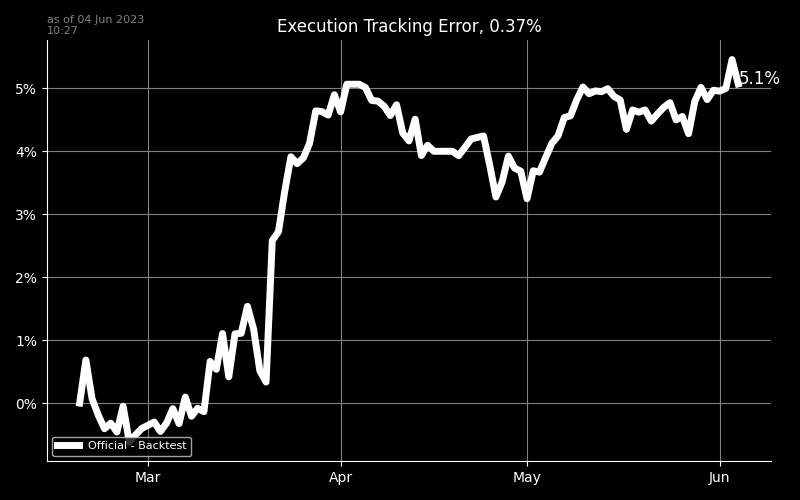 as of 04 Jun 2023
10:27
Execution Tracking Error, 0.37%
5.1%
5%
4%
3%
2%
1%
0%
Official - Backtest
Mar
Apr
May
Jun